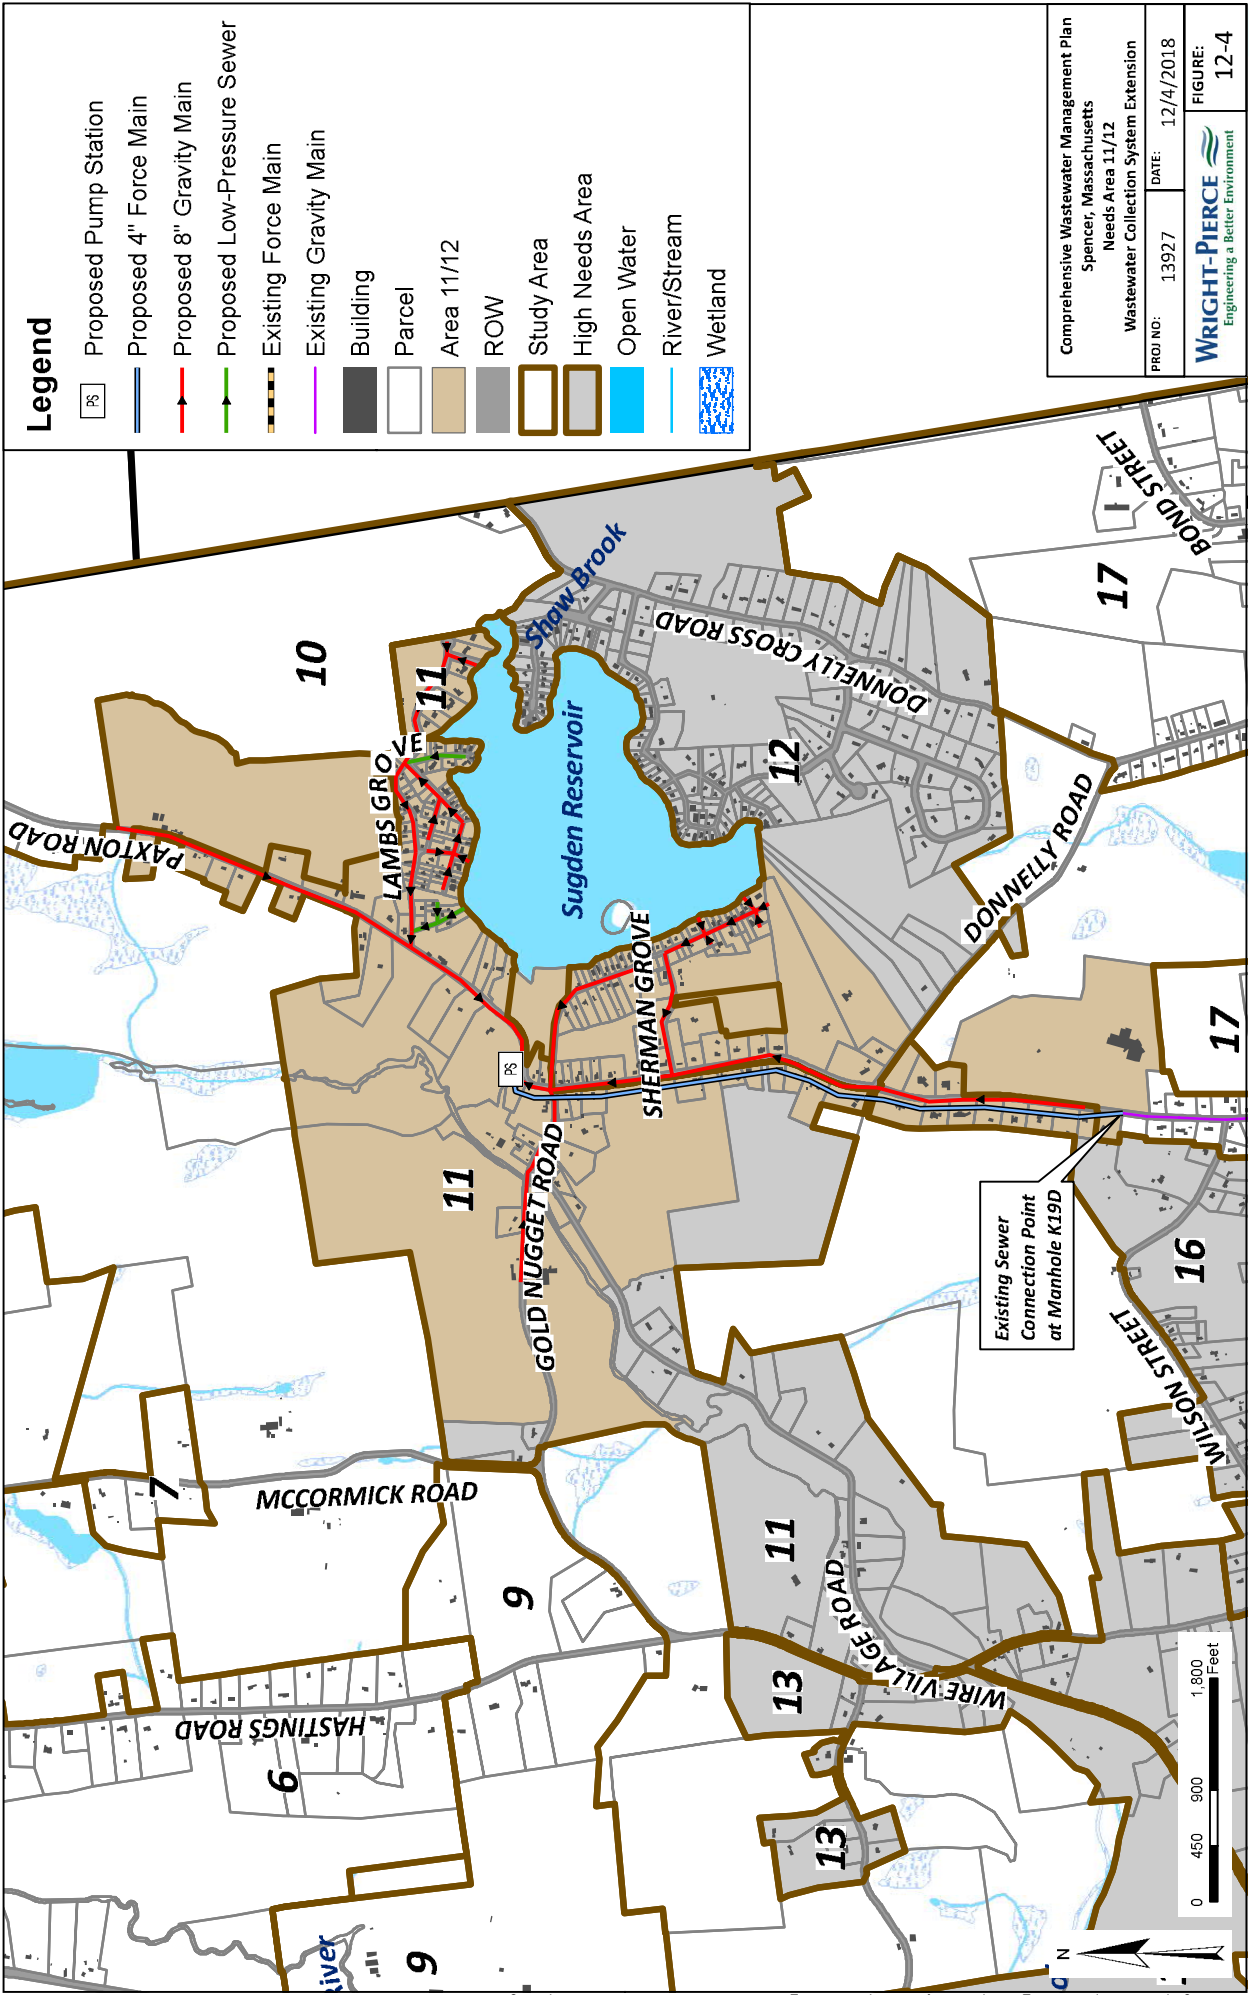 Legend
PS
Proposed Pump Station
Proposed 4" Force Main
Proposed 8" Gravity Main
Proposed Low-Pressure Sewer
Existing Force Main
Existing Gravity Main
Building
Parcel
Area 11/12
ROW
Study Area
High Needs Area
Open Water
River/Stream
Wetland
Comprehensive Wastewater Management Plan
Spencer, Massachusetts
Needs Area 11/12
Wastewater Collection System Extension
PROJ NO:
13927
DATE:
12/4/2018
WRIGHT-PIERCE
Engineering a Better Environment
FIGURE:
12-4
PAXTON ROAD
10
11
LAMBS GROVE
Shaw Brook
Sugden Reservoir
DONNELLY CROSS ROAD
12
BOND STREET
17
DONNELLY ROAD
SHERMAN GROVE
PS
GOLD NUGGET ROAD
11
17
Existing Sewer
Connection Point
at Manhole K19D
16
WILSON STREET
7
MCCORMICK ROAD
9
11
WIRE VILLAGE ROAD
13
HASTINGS ROAD
6
13
9
River
N
0 450 900 1,800
Feet